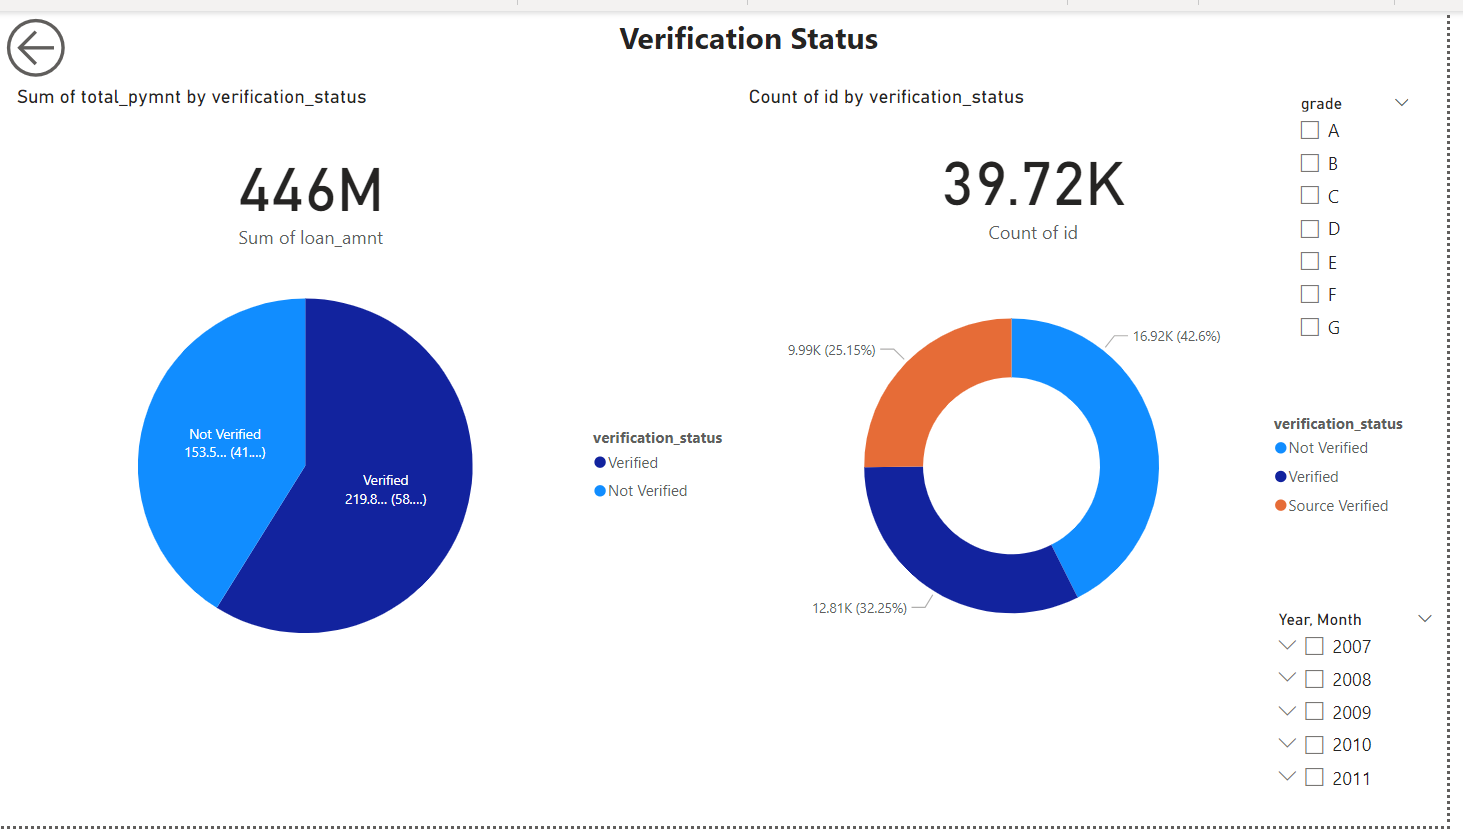 Verification Status
Sum of total_pymnt by verification_status
446M
Sum of loan_amnt
Not Verified
153.5... (41....)
Verified
219.8... (58....)
verification_status
Verified
Not Verified
Count of id by verification_status
39.72K
Count of id
9.99K (25.15%)
16.92K (42.6%)
12.81K (32.25%)
grade
A
B
C
D
E
F
G
verification_status
Not Verified
Verified
Source Verified
Year, Month
2007
2008
2009
2010
2011